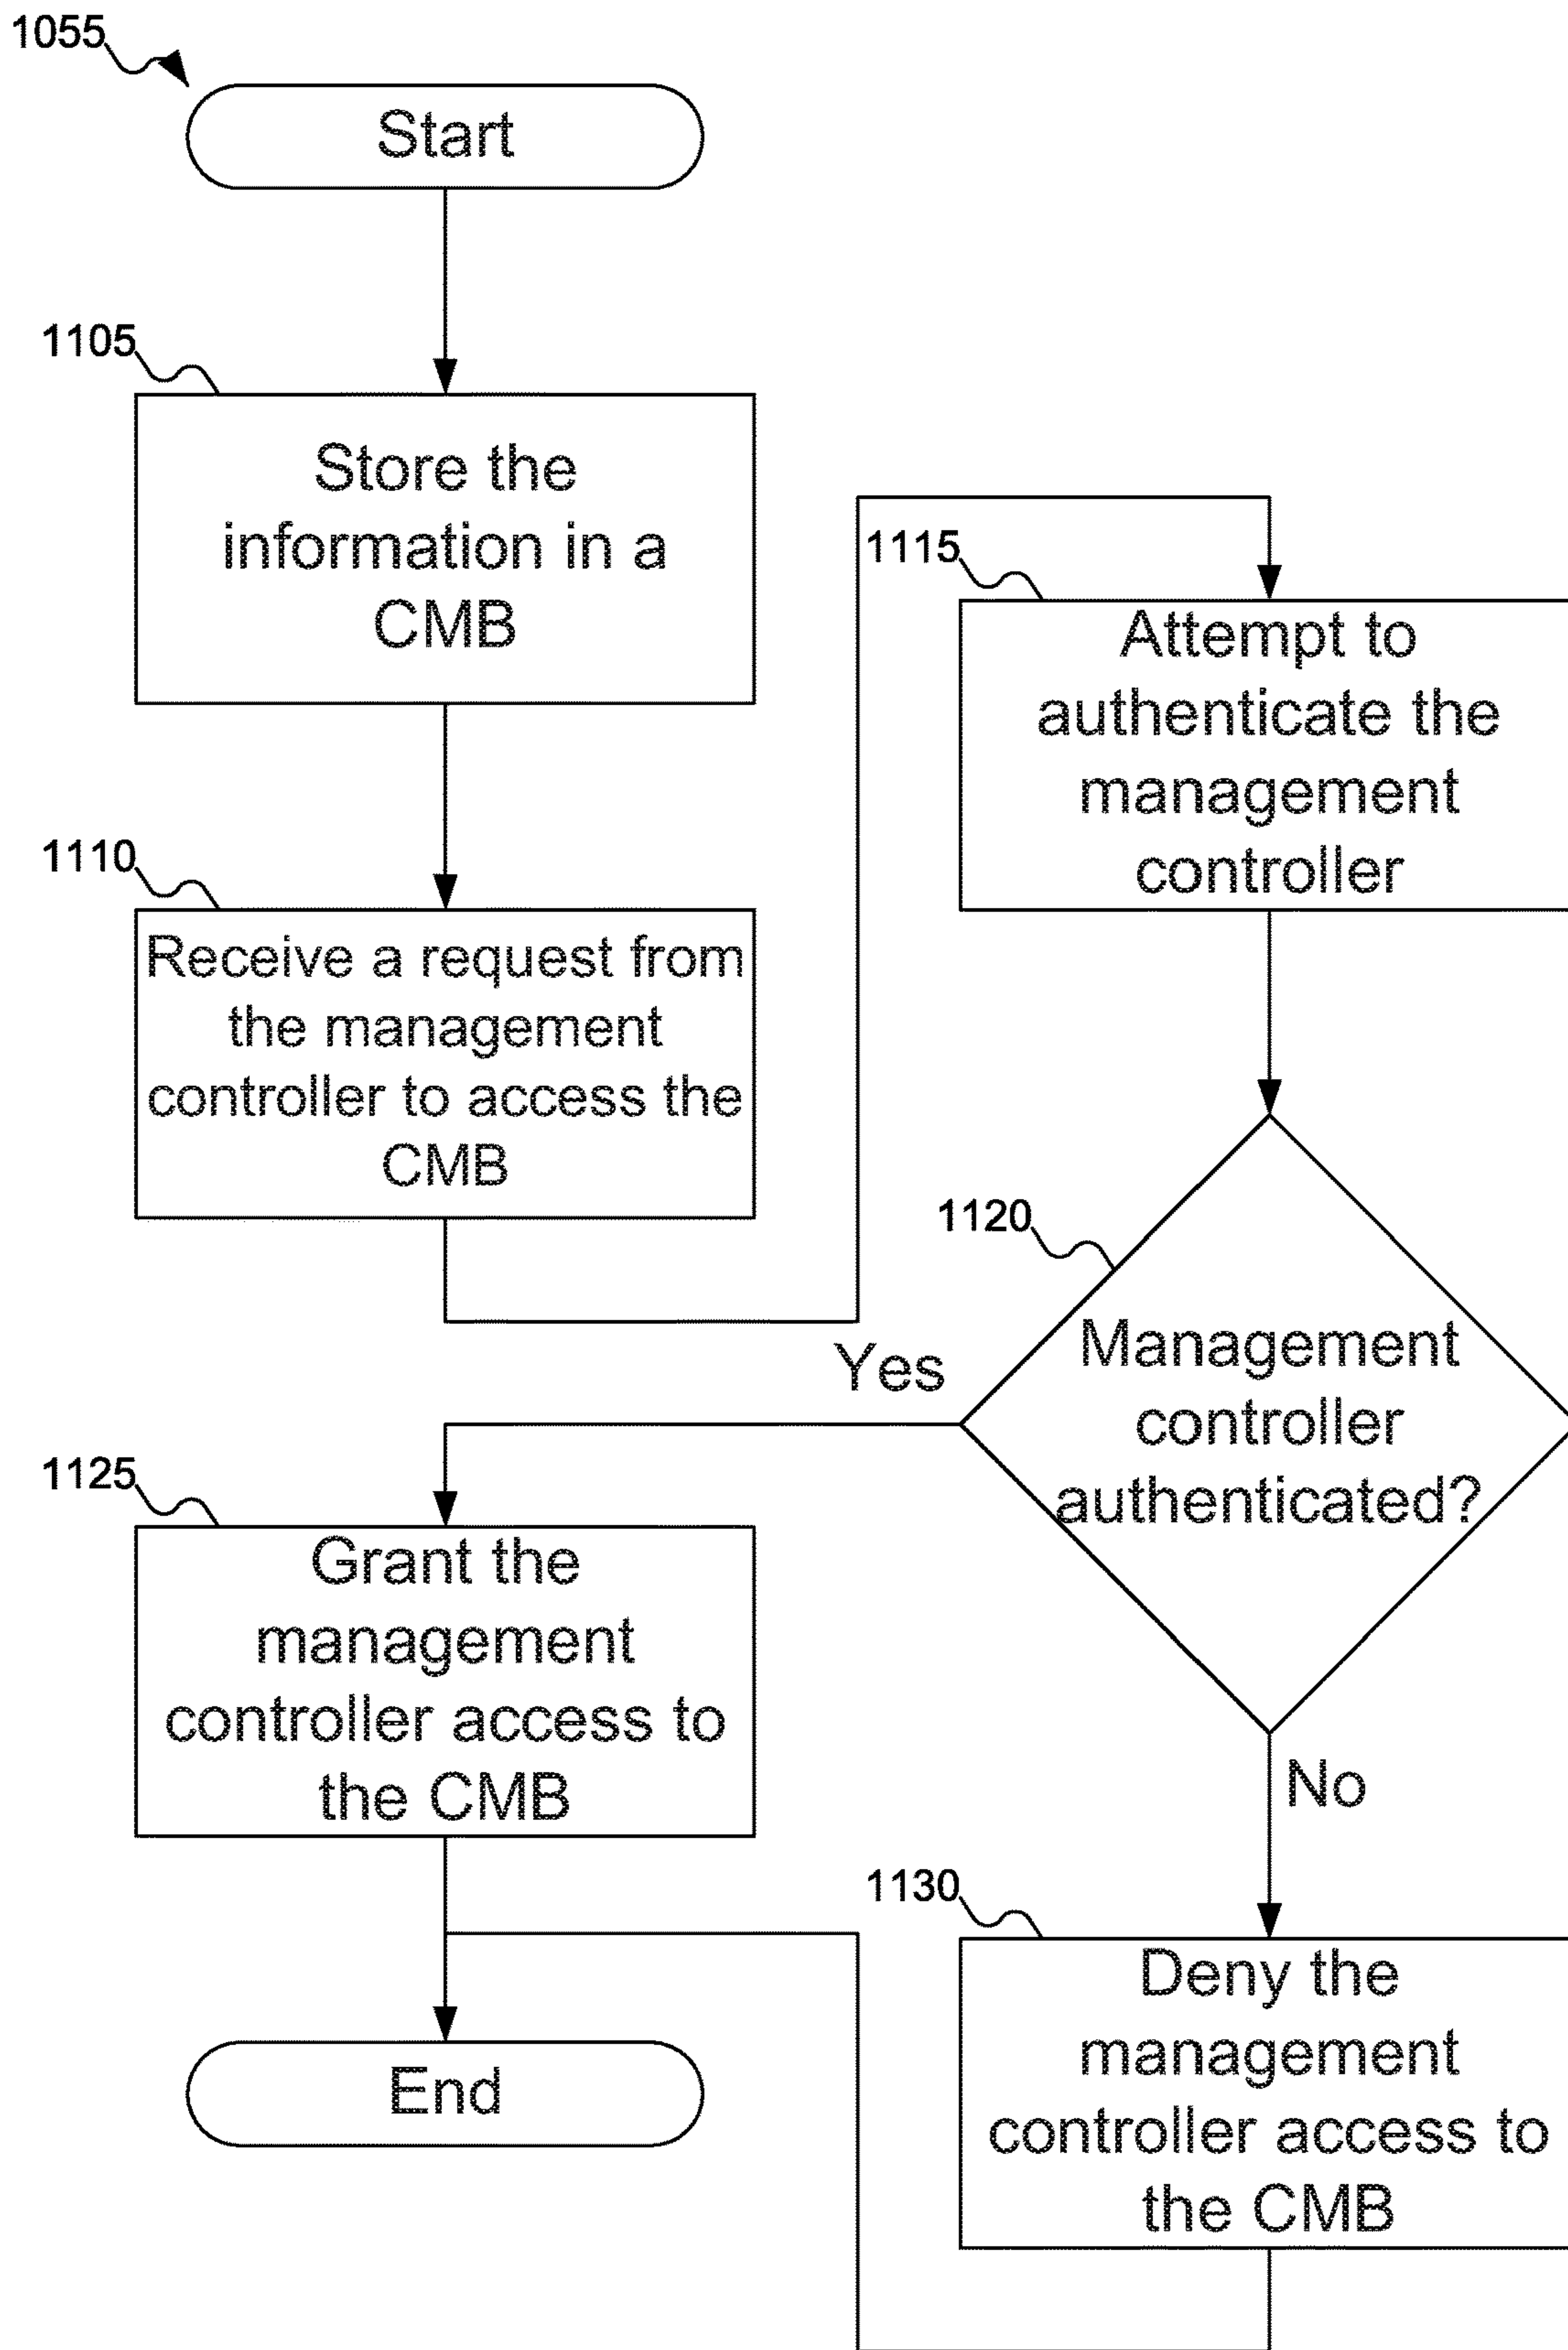 1055
Start
1105
Store the
information in a
CMB
1110
Receive a request from
the management
controller to access the
CMB
1115
Attempt to
authenticate the
management
controller
1120
Management
controller
authenticated?
Yes
No
1125
Grant the
management
controller access to
the CMB
1130
Deny the
management
controller access to
the CMB
End